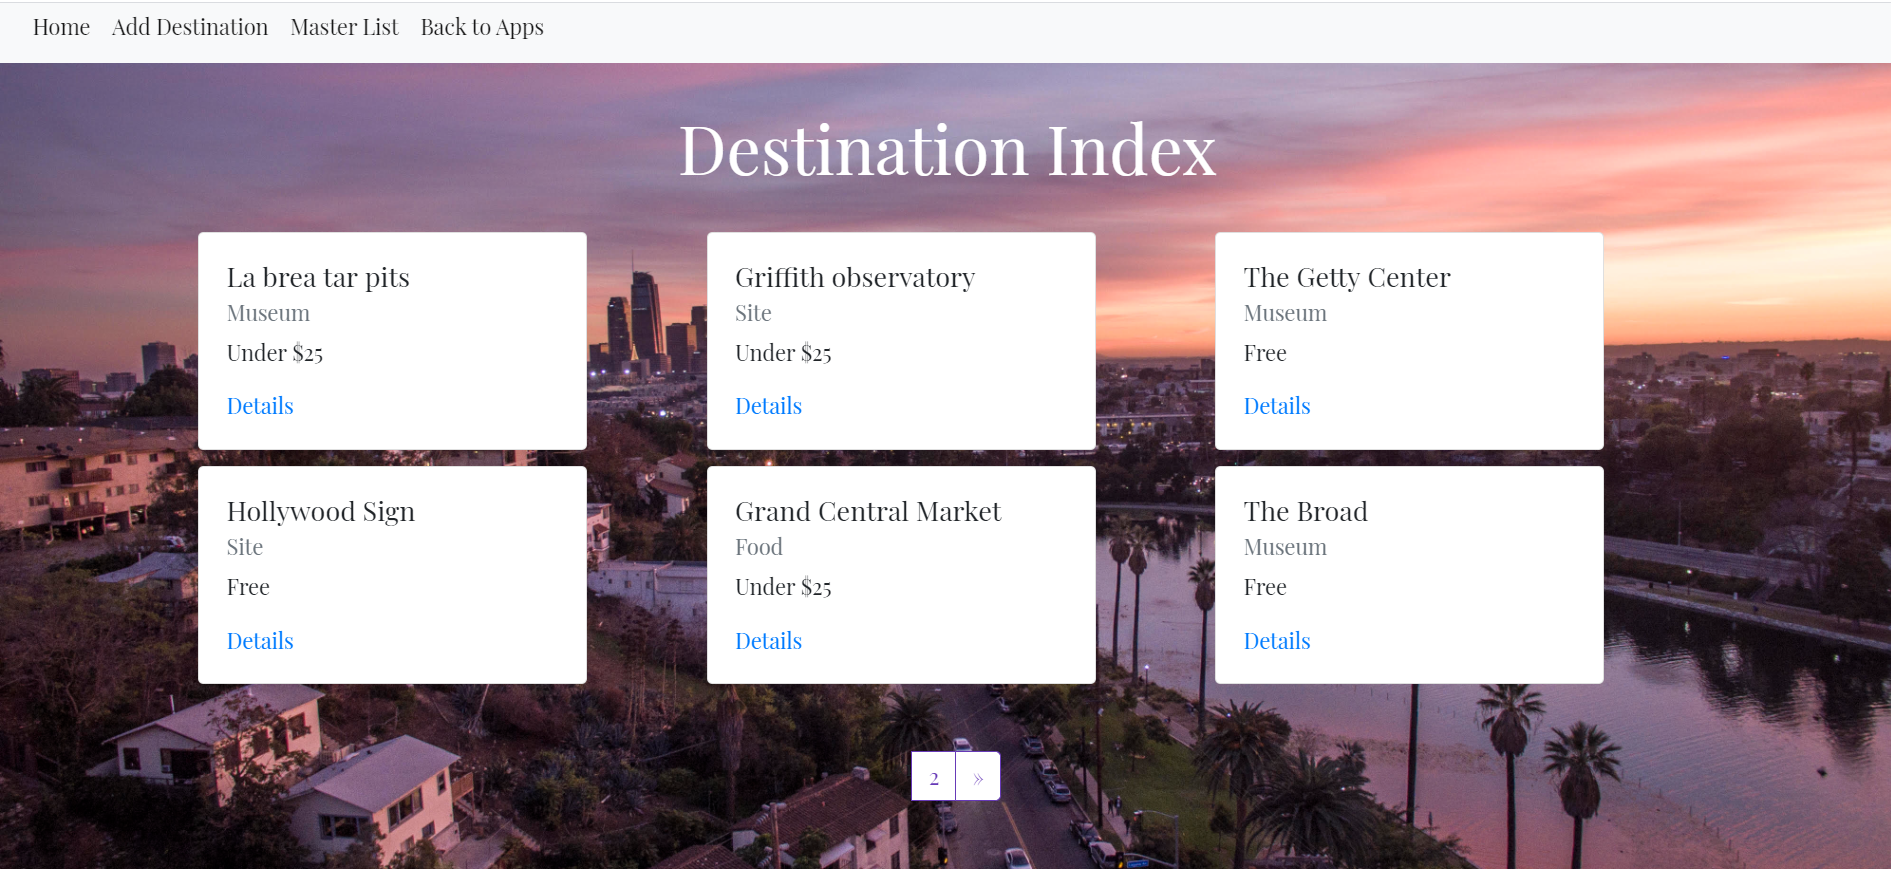 Home Add Destination Master List Back to Apps
Destination Index
La brea tar pits
Museum
Under $25
Details
Griffith observatory
Site
Under $25
Details
The Getty Center
Museum
Free
Details
Hollywood Sign
Site
Free
Details
Grand Central Market
Food
Under $25
Details
The Broad
Museum
Free
Details
2 »